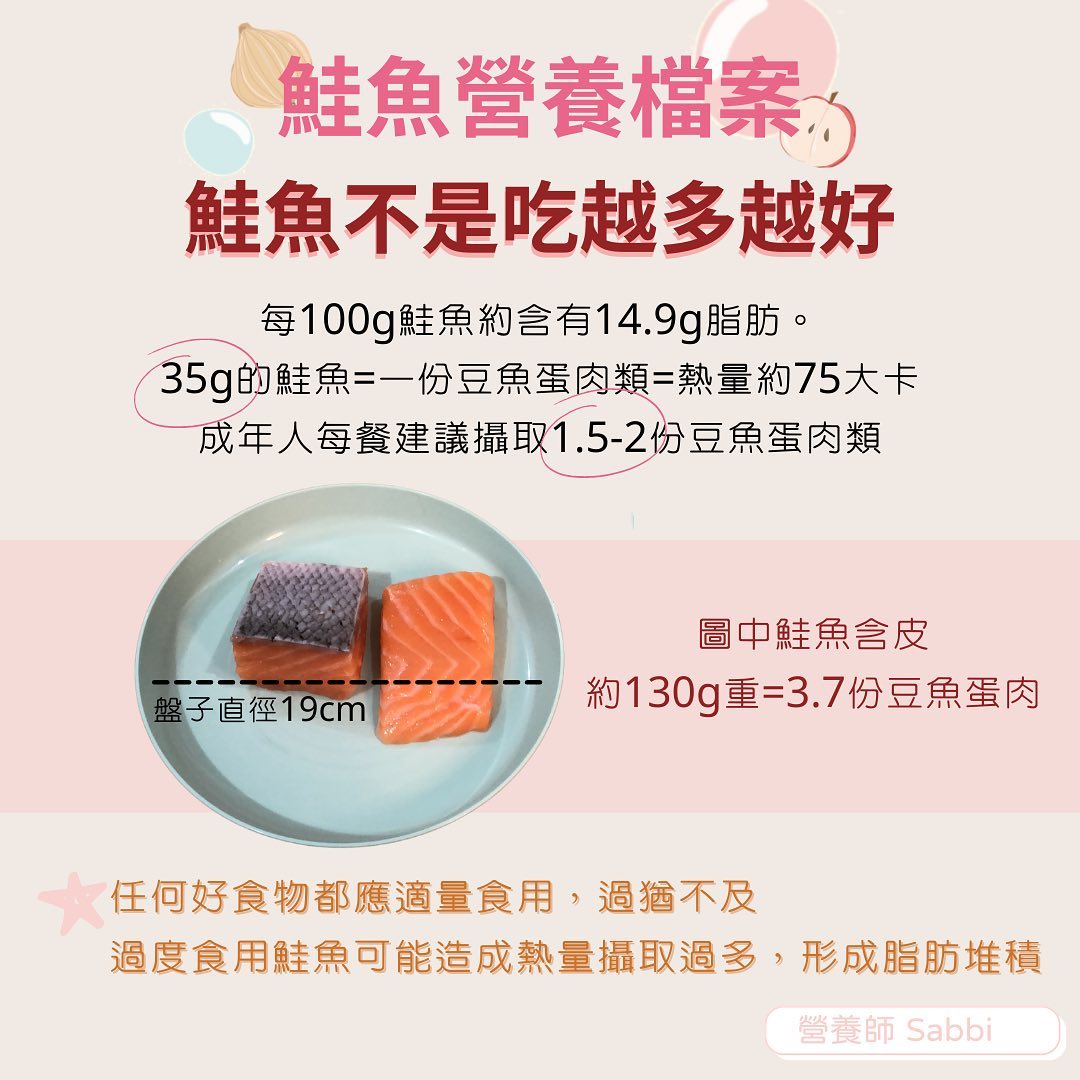 鮭魚營養檔案
鮭魚不是吃越多越好
每100g鮭魚約含有14.9g脂肪。
35g的鮭魚=一份豆魚蛋肉類=熱量約75大卡
成年人每餐建議攝取1.5-2份豆魚蛋肉類
盤子直徑19cm
圖中鮭魚含皮
約130g重=3.7份豆魚蛋肉
任何好食物都應適量食用，過猶不及
過度食用鮭魚可能造成熱量攝取過多，形成脂肪堆積
營養師 Sabbi